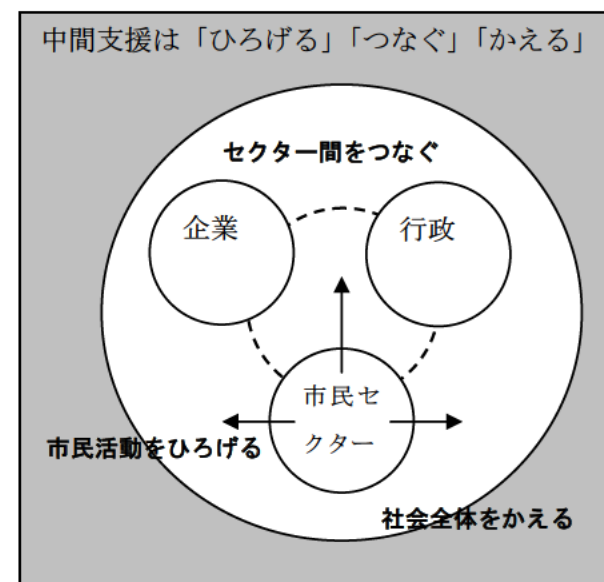 中間支援は「ひろげる」「つなぐ」「かえる」
セクター間をつなぐ
企業
行政
市民セ
クター
市民活動をひろげる
社会全体をかえる